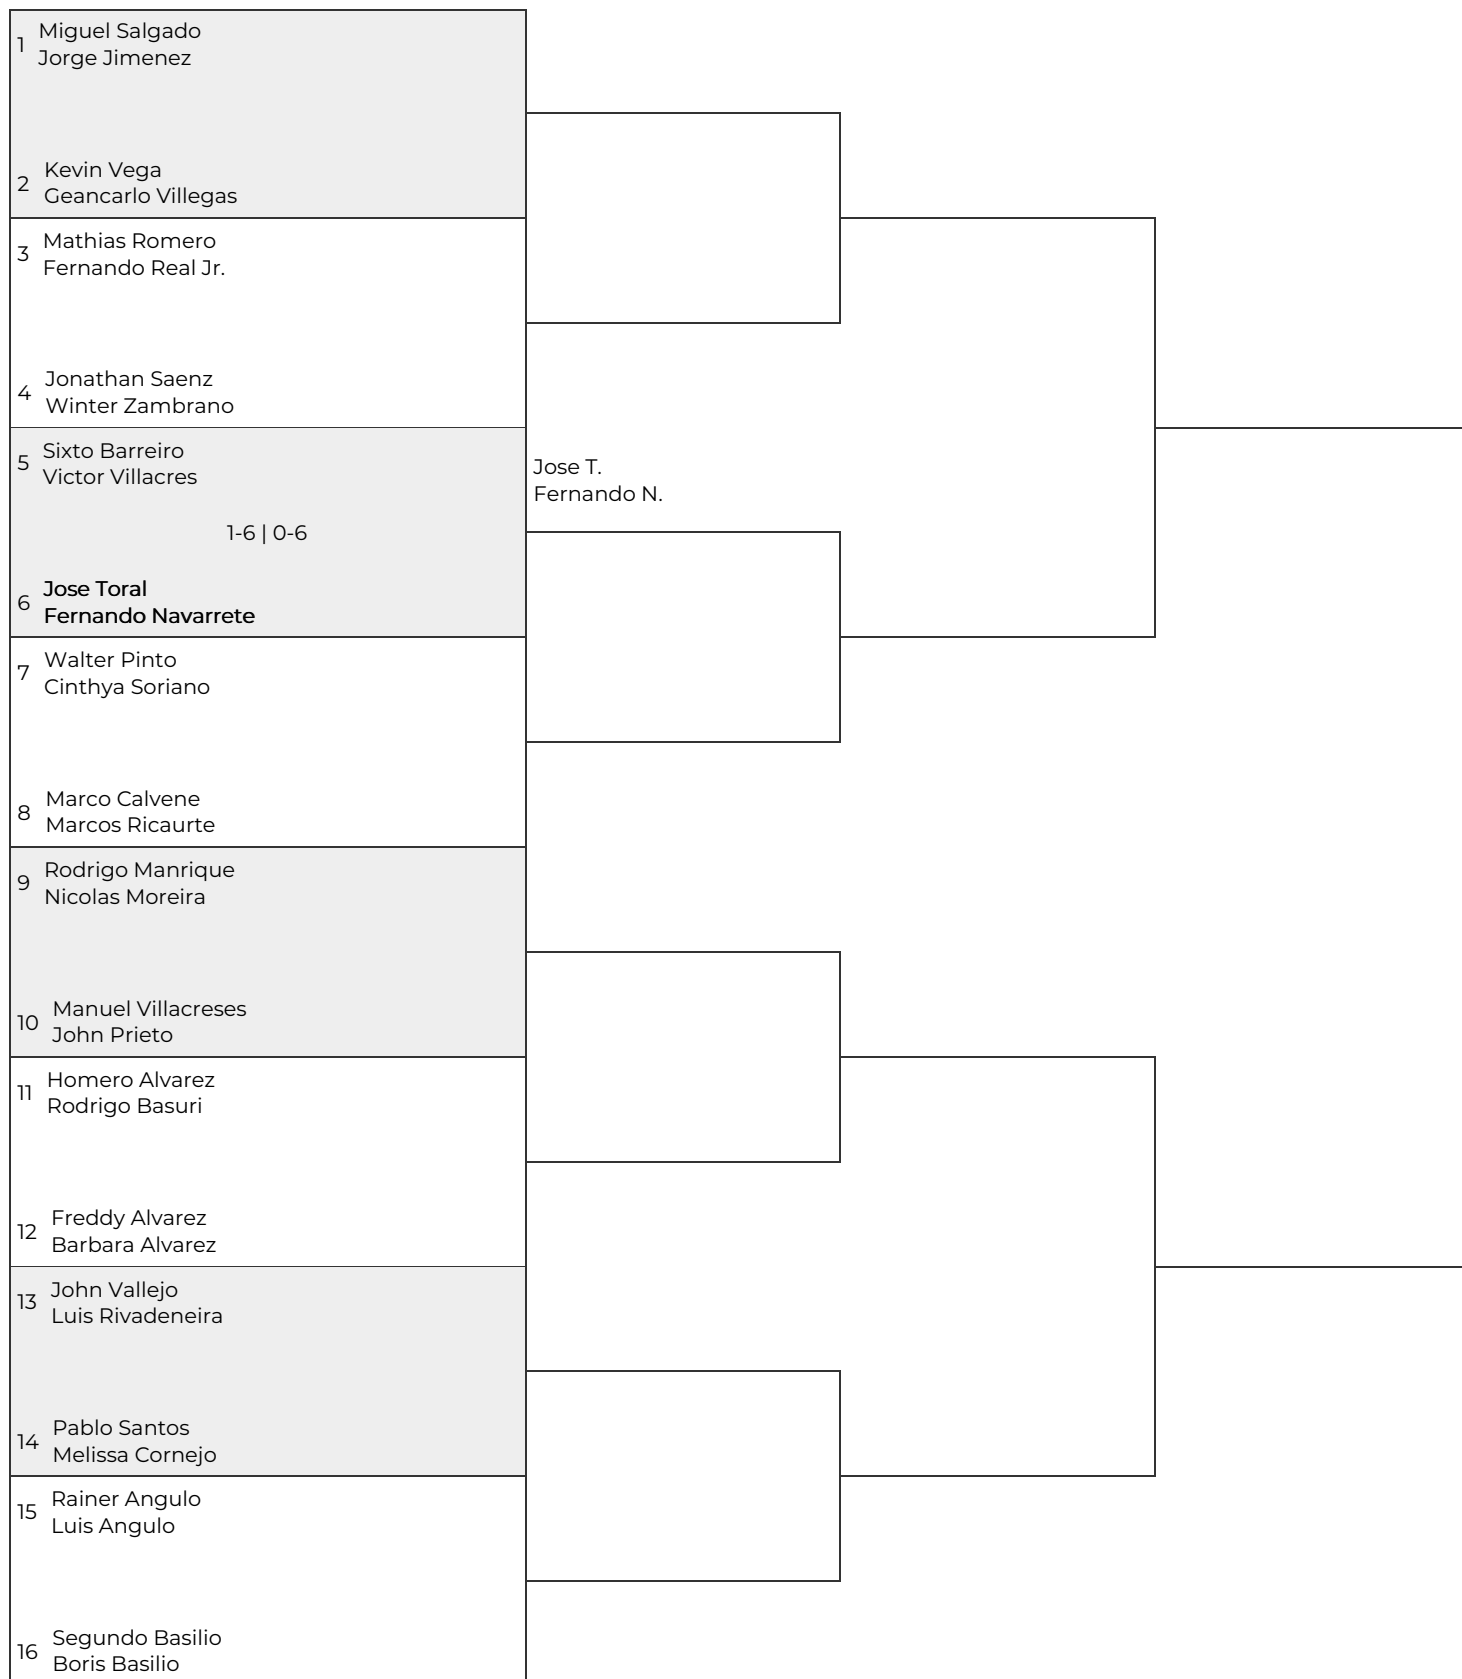 1 Miguel Salgado
Jorge Jimenez
2 Kevin Vega
Geancarlo Villegas
3 Mathias Romero
Fernando Real Jr.
4 Jonathan Saenz
Winter Zambrano
5 Sixto Barreiro
Victor Villacres
Jose T.
Fernando N.
1-6 | 0-6
6 Jose Toral
Fernando Navarrete
7 Walter Pinto
Cinthya Soriano
8 Marco Calvene
Marcos Ricaurte
9 Rodrigo Manrique
Nicolas Moreira
10 Manuel Villacreses
John Prieto
11 Homero Alvarez
Rodrigo Basuri
12 Freddy Alvarez
Barbara Alvarez
13 John Vallejo
Luis Rivadeneira
14 Pablo Santos
Melissa Cornejo
15 Rainer Angulo
Luis Angulo
16 Segundo Basilio
Boris Basilio